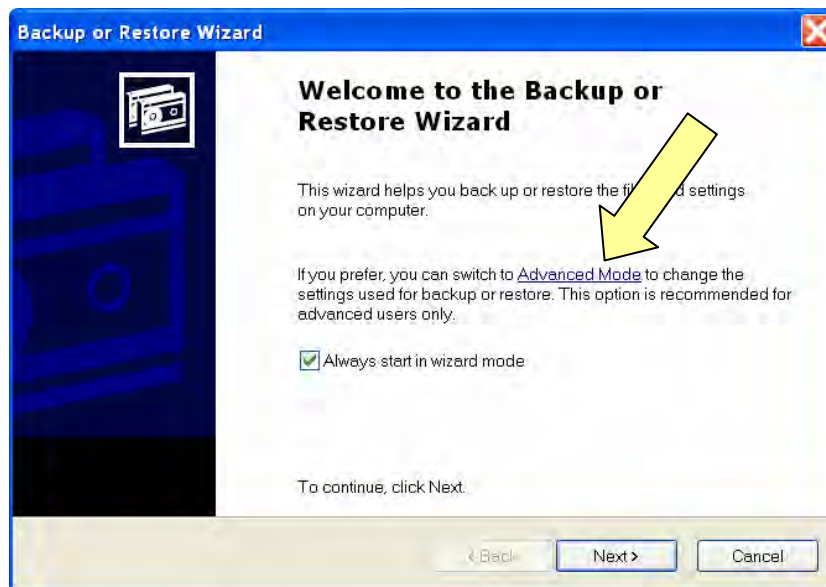 Backup or Restore Wizard
Welcome to the Backup or
Restore Wizard
This wizard helps you back up or restore the settings
on your computer.
If you prefer, you can switch to Advanced Mode to change the
settings used for backup or restore. This option is recommended for
advanced users only.
Always start in wizard mode
To continue, click Next.
< Back
Next >
Cancel